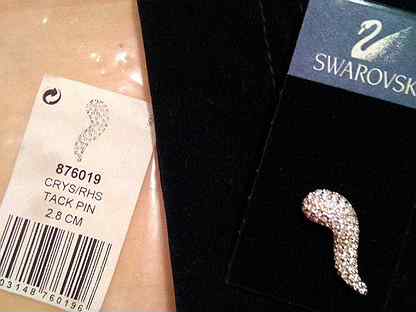 876019
CRYS/RHS
TACK PIN
2.8 CM
03148 760196
SWAROVSK